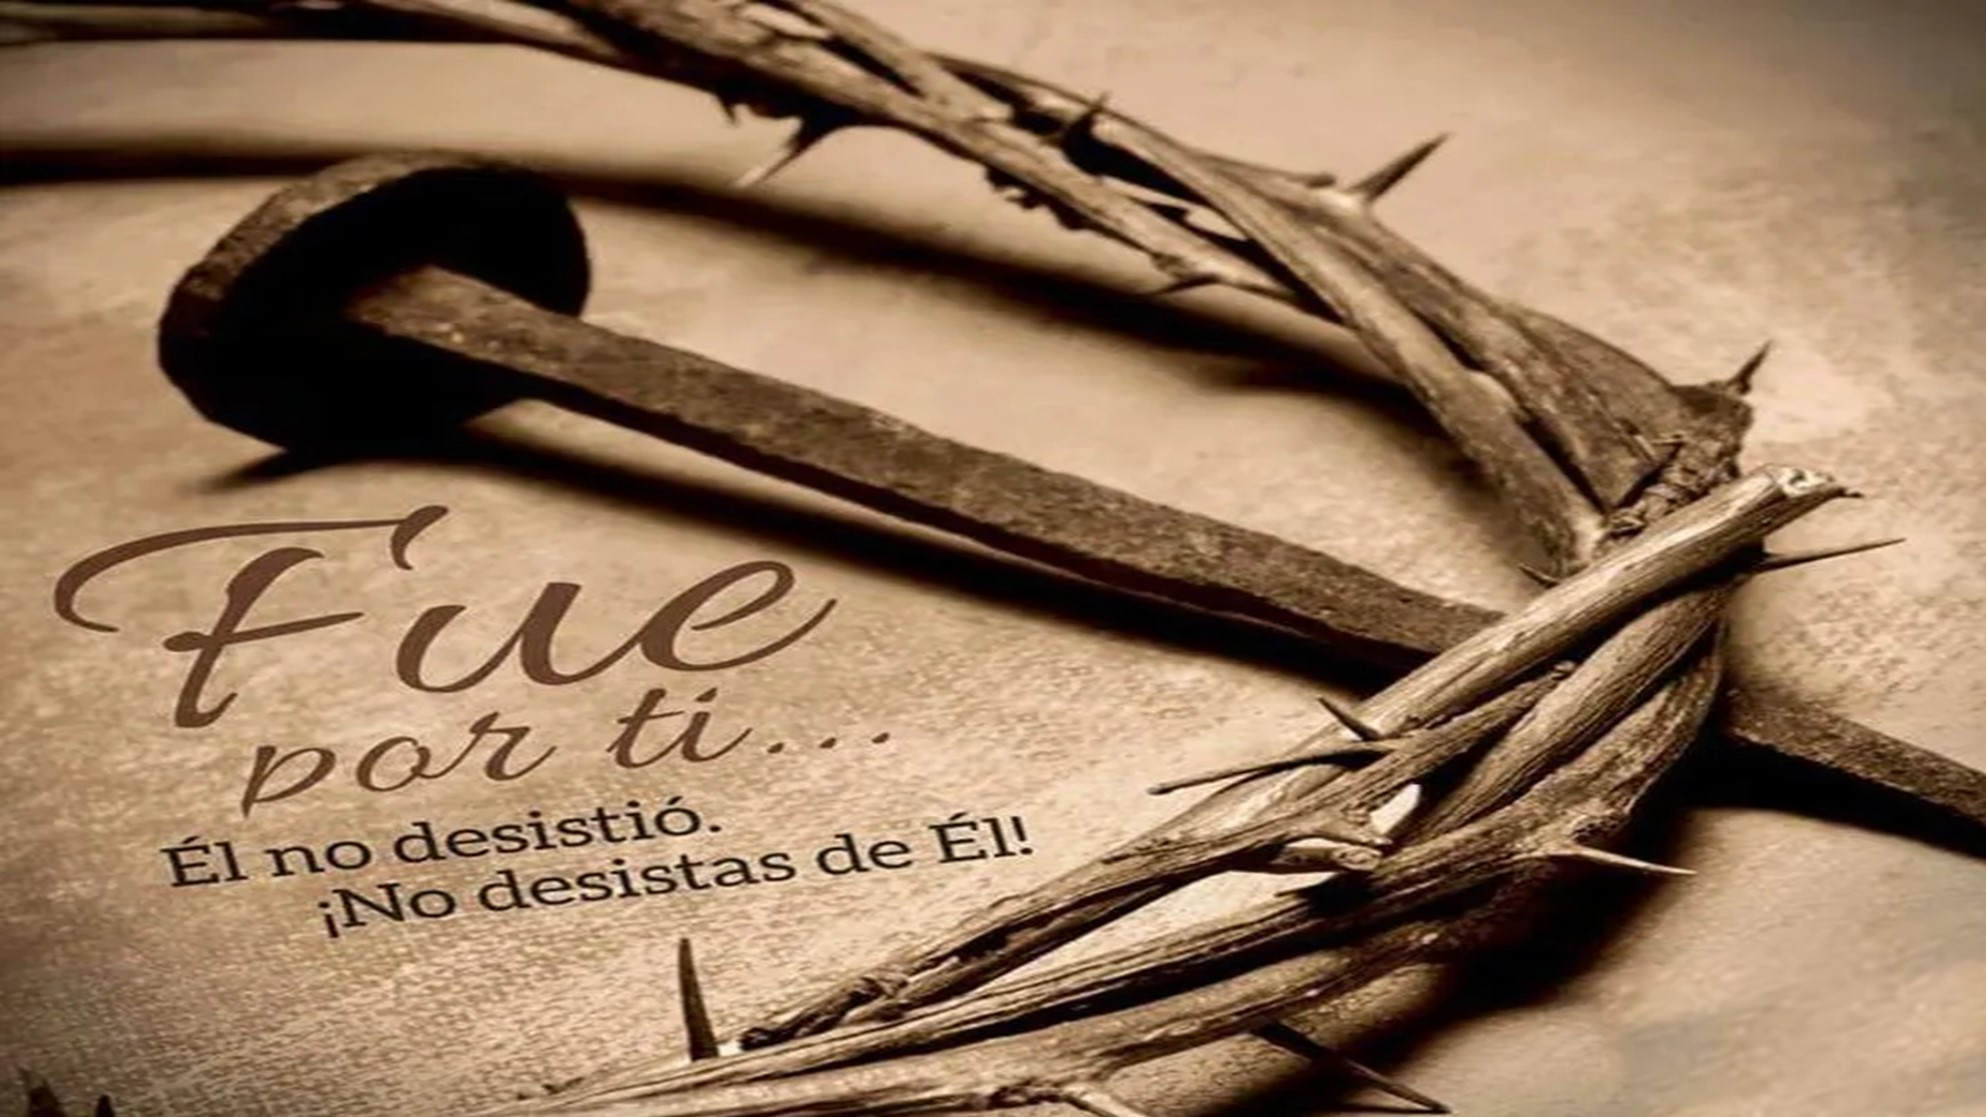 Fue
por ti...
Él no desistió.
¡No desistas de Él!